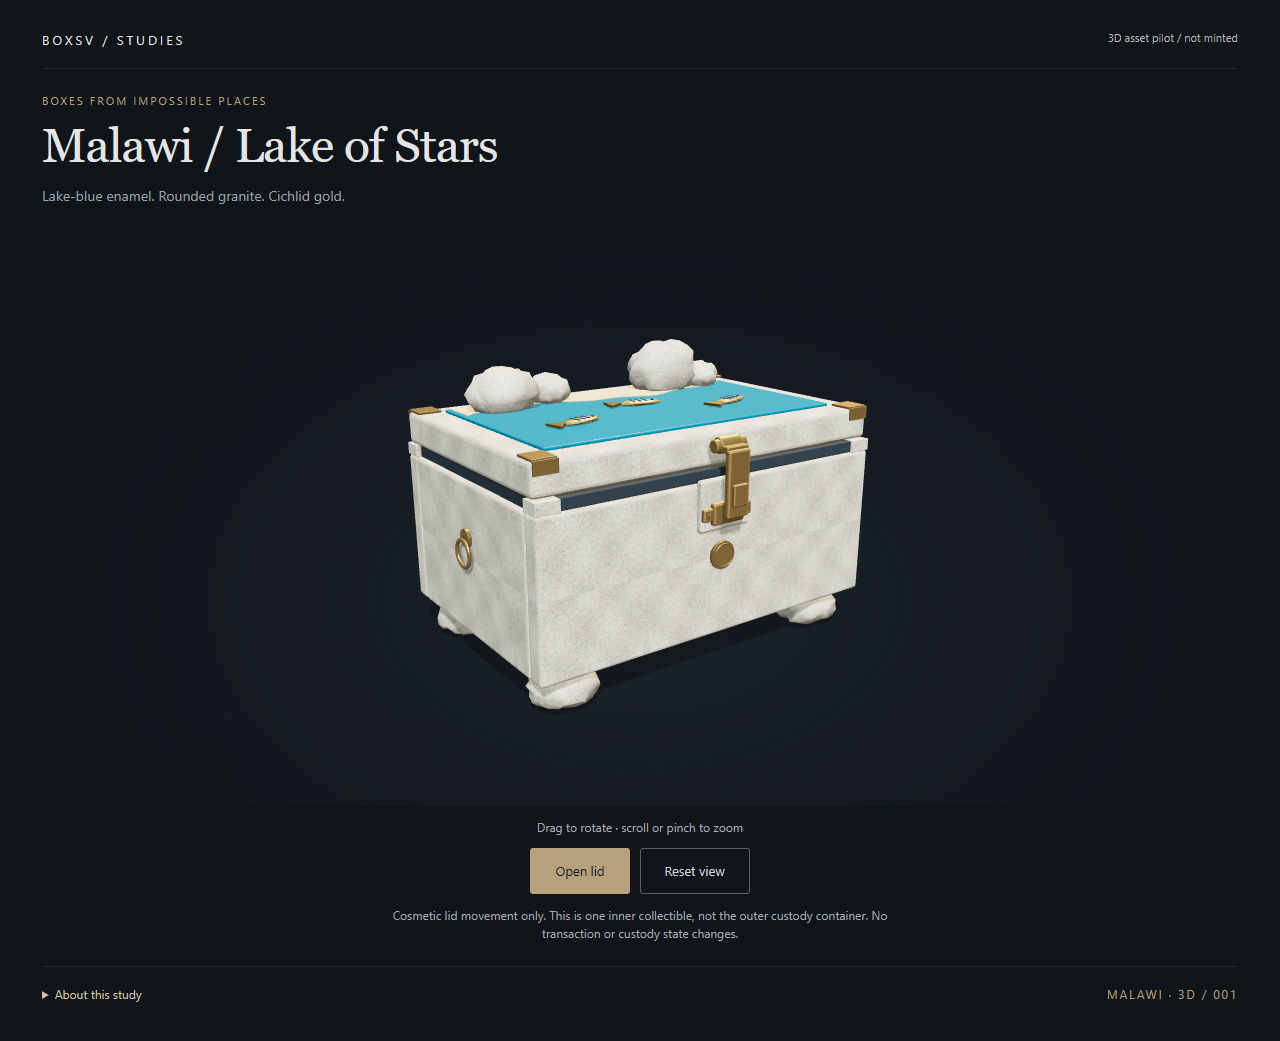 BOXSV / STUDIES
3D asset pilot / not minted
BOXES FROM IMPOSSIBLE PLACES
Malawi / Lake of Stars
Lake-blue enamel. Rounded granite. Cichlid gold.
Drag to rotate · scroll or pinch to zoom
Open lid
Reset view
Cosmetic lid movement only. This is one inner collectible, not the outer custody container. No
transaction or custody state changes.
About this study
MALAWI · 3D / 001